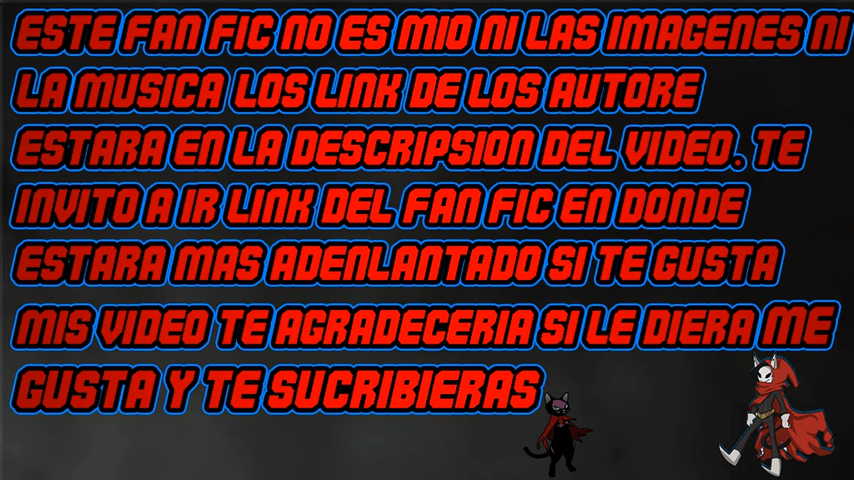 ESTE FAN FIC NO ES MIO NI LAS IMAGENES NI
LA MUSICA LOS LINK DE LOS AUTORE
ESTARA EN LA DESCRIPSION DEL VIDEO. TE
INVITO A IR LINK DEL FAN FIC EN DONDE
ESTARA MAS ADENLANTADO SI TE GUSTA
MIS VIDEO TE AGRADECERIA SI LE DIERA ME
GUSTA Y TE SUCRIBIERAS